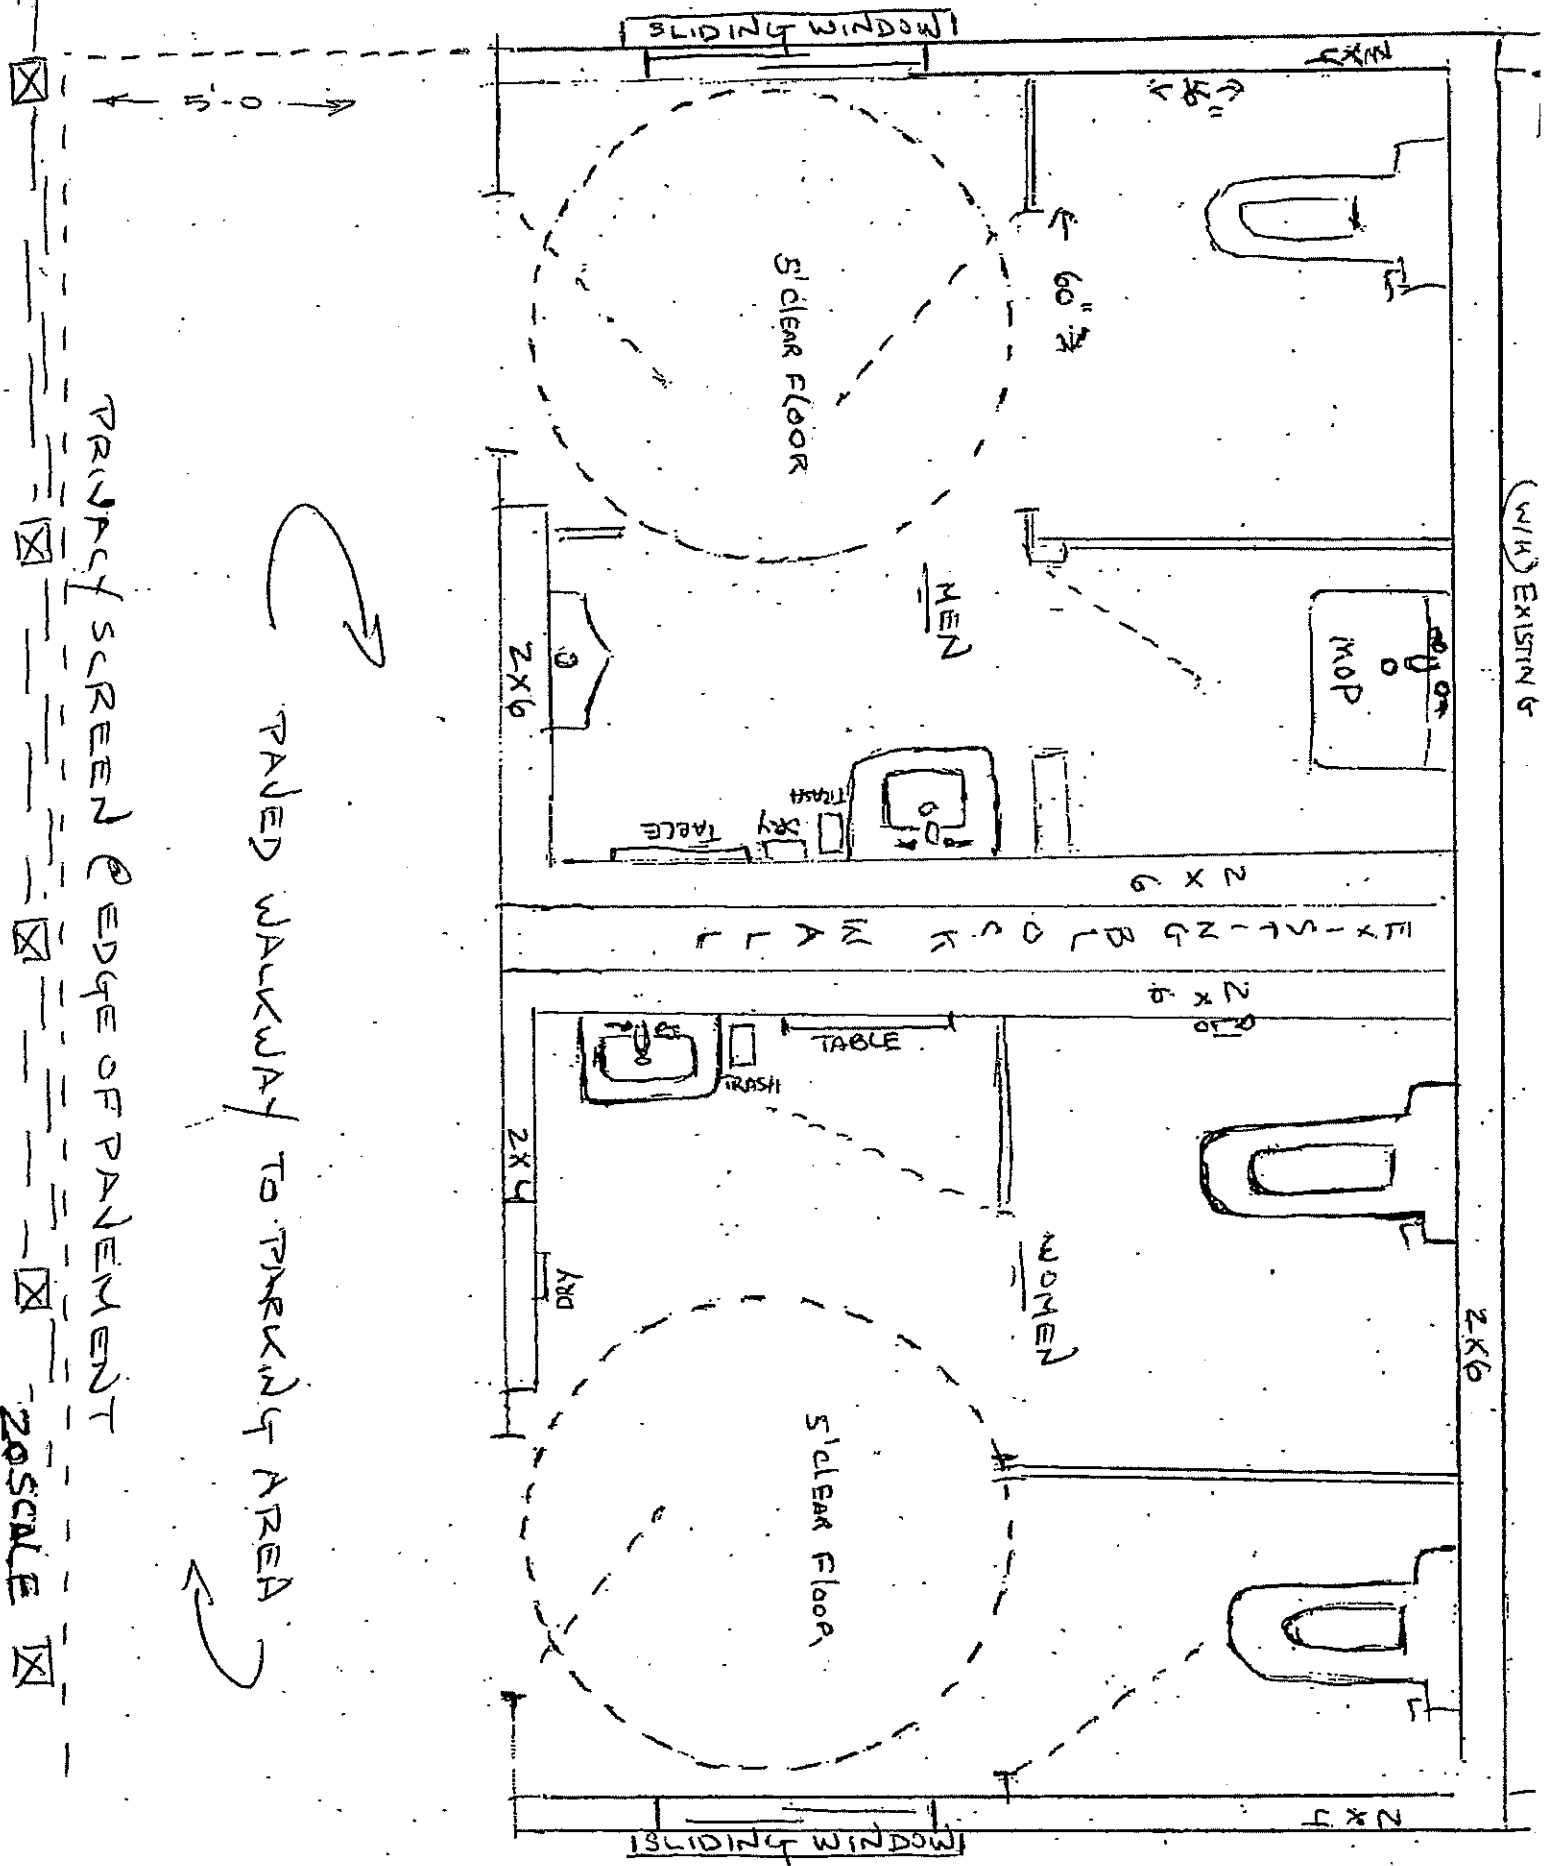 SLIDING WINDOW
5'-0
2x4
36"
60"
5' CLEAR FLOOR
(W/H) EXISTING
MEN
MOP
2X6
TRASH
DRY
TABLE
2 X 6
EXISTING BLOCK WALL
2 X 6
TABLE
TRASH
2X4
DRY
WOMEN
2X6
5' CLEAR FLOOR
PRIVACY SCREEN @ EDGE OF PAVEMENT
PAVED WALKWAY TO PARKING AREA
20SCALE
2x4
SLIDING WINDOW